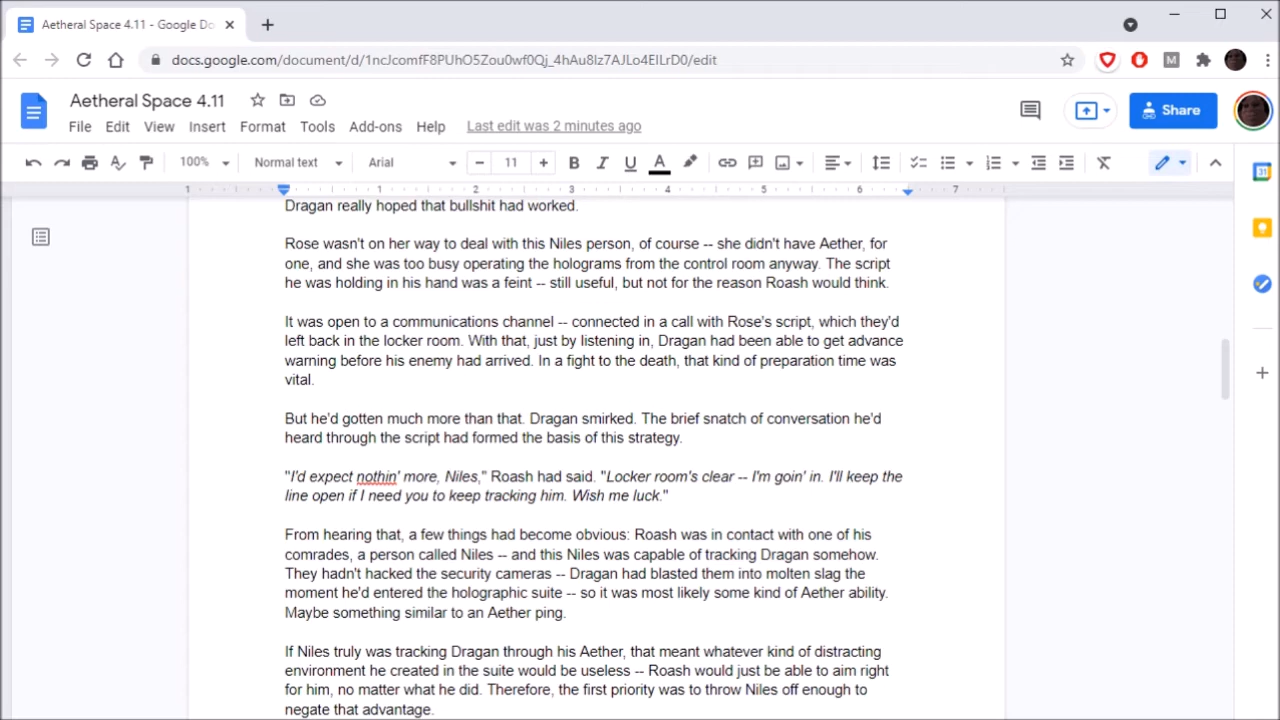 Aetheral Space 4.11 - Google Do
docs.google.com/document/d/1ncJcomfF8PUhO5Zou0wf0Qj_4hAu8Iz7AJLo4EILrD0/edit
Aetheral Space 4.11
File Edit View Insert Format Tools Add-ons Help Last edit was 2 minutes ago
Share
100% Normal text Arial 11
1 1 2 3 4 5 6 7
Dragan really hoped that bullshit had worked.
Rose wasn't on her way to deal with this Niles person, of course -- she didn't have Aether, for
one, and she was too busy operating the holograms from the control room anyway. The script
he was holding in his hand was a feint -- still useful, but not for the reason Roash would think.
It was open to a communications channel -- connected in a call with Rose's script, which they'd
left back in the locker room. With that, just by listening in, Dragan had been able to get advance
warning before his enemy had arrived. In a fight to the death, that kind of preparation time was
vital.
But he'd gotten much more than that. Dragan smirked. The brief snatch of conversation he'd
heard through the script had formed the basis of this strategy.
"I'd expect nothin' more, Niles," Roash had said. "Locker room's clear -- I'm goin' in. I'll keep the
line open if I need you to keep tracking him. Wish me luck."
From hearing that, a few things had become obvious: Roash was in contact with one of his
comrades, a person called Niles -- and this Niles was capable of tracking Dragan somehow.
They hadn't hacked the security cameras -- Dragan had blasted them into molten slag the
moment he'd entered the holographic suite -- so it was most likely some kind of Aether ability.
Maybe something similar to an Aether ping.
If Niles truly was tracking Dragan through his Aether, that meant whatever kind of distracting
environment he created in the suite would be useless -- Roash would just be able to aim right
for him, no matter what he did. Therefore, the first priority was to throw Niles off enough to
negate that advantage.